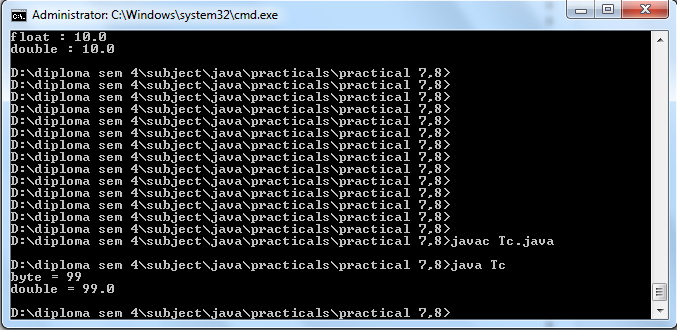 Administrator: C:\Windows\system32\cmd.exe
float : 10.0
double : 10.0
D:\diploma sem 4\subject\java\practicals\practical 7,8>
D:\diploma sem 4\subject\java\practicals\practical 7,8>
D:\diploma sem 4\subject\java\practicals\practical 7,8>
D:\diploma sem 4\subject\java\practicals\practical 7,8>
D:\diploma sem 4\subject\java\practicals\practical 7,8>
D:\diploma sem 4\subject\java\practicals\practical 7,8>
D:\diploma sem 4\subject\java\practicals\practical 7,8>
D:\diploma sem 4\subject\java\practicals\practical 7,8>
D:\diploma sem 4\subject\java\practicals\practical 7,8>
D:\diploma sem 4\subject\java\practicals\practical 7,8>
D:\diploma sem 4\subject\java\practicals\practical 7,8>
D:\diploma sem 4\subject\java\practicals\practical 7,8>
D:\diploma sem 4\subject\java\practicals\practical 7,8>
D:\diploma sem 4\subject\java\practicals\practical 7,8>
D:\diploma sem 4\subject\java\practicals\practical 7,8>javac Tc.java
D:\diploma sem 4\subject\java\practicals\practical 7,8>java Tc
byte = 99
double = 99.0
D:\diploma sem 4\subject\java\practicals\practical 7,8>